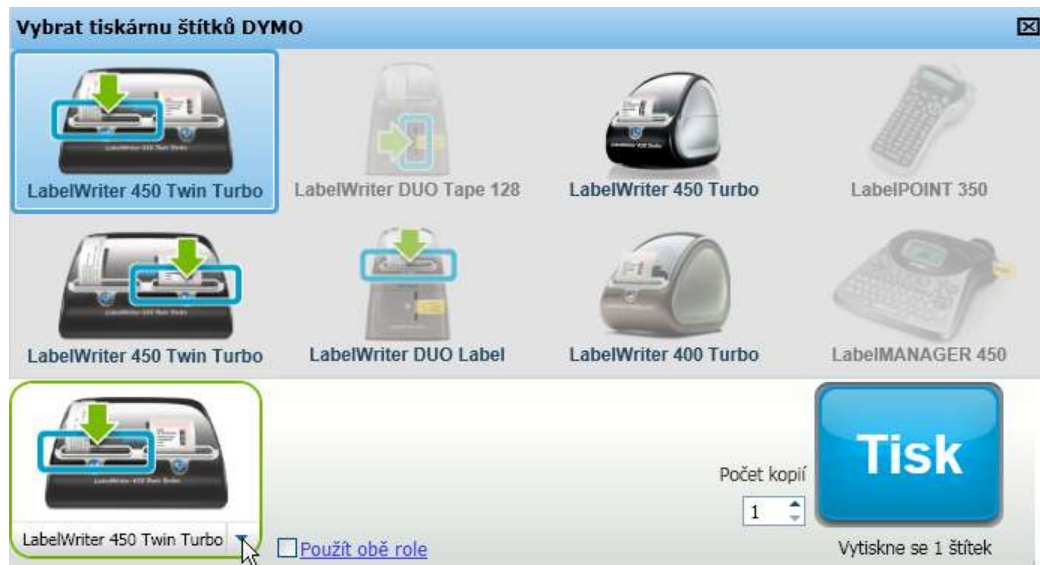 Vybrat tiskárnu štítků DYMO
LabelWriter 450 Twin Turbo
LabelWriter DUO Tape 128
LabelWriter 450 Turbo
LabelPOINT 350
LabelWriter 450 Twin Turbo
LabelWriter DUO Label
LabelWriter 400 Turbo
LabelMANAGER 450
LabelWriter 450 Twin Turbo
Použít obě role
Počet kopií
1
Tisk
Vytiskne se 1 štítek